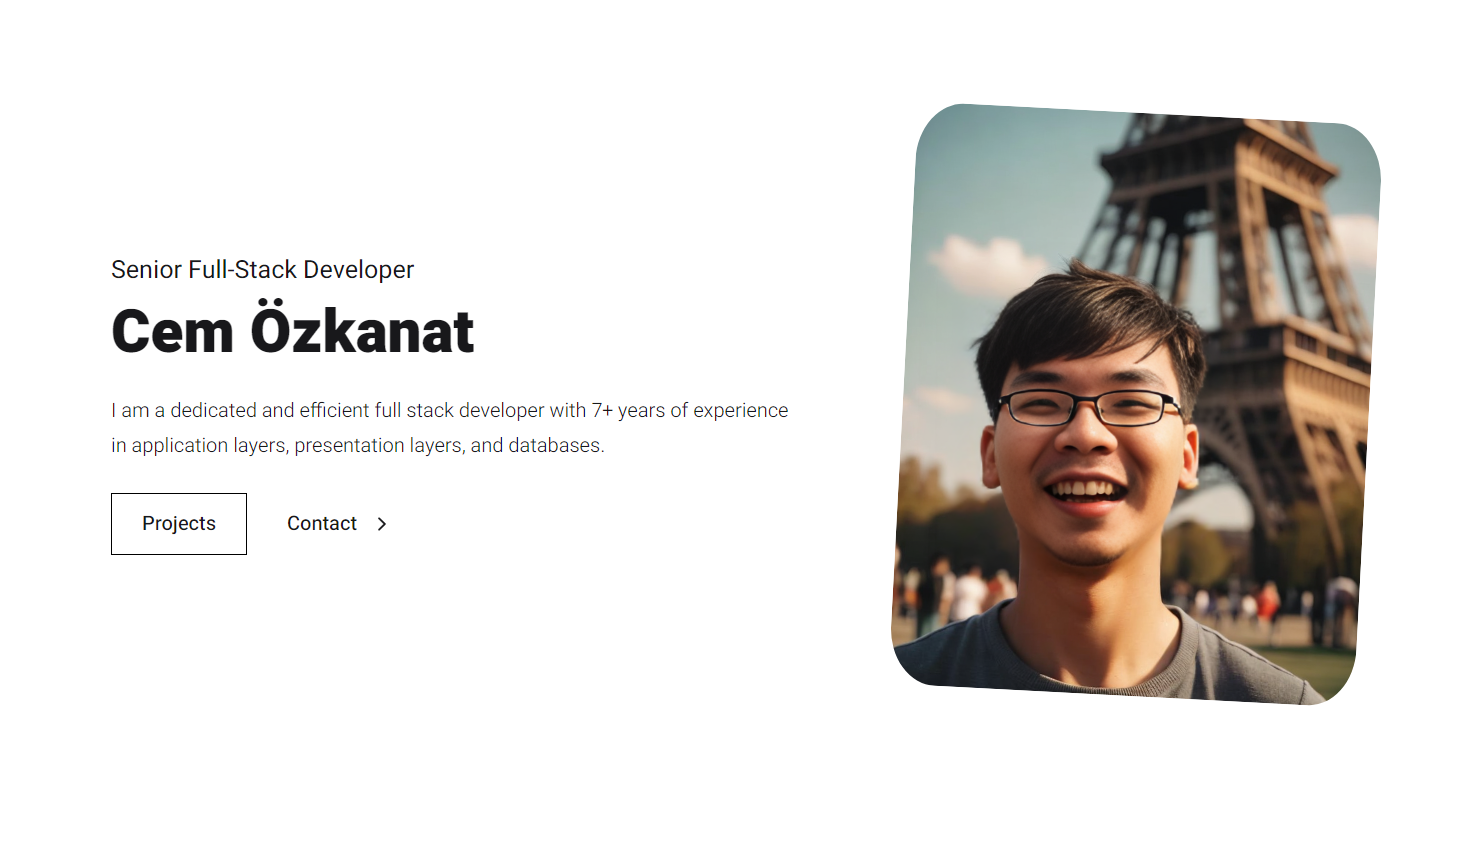 Senior Full-Stack Developer
Cem Özkanat
I am a dedicated and efficient full stack developer with 7+ years of experience
in application layers, presentation layers, and databases.
Projects
Contact